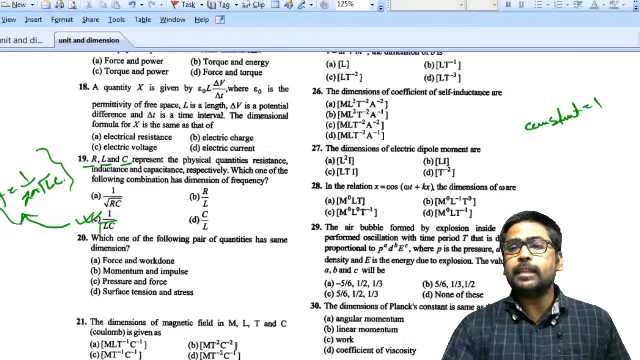 Task
125%
Window
Insert
unit and di...
unit and dimension
(a) Force and power (b) Torque and energy
(c) Torque and power (d) Force and torque
18. A quantity X is given by ε₀L ΔV/Δt, where ε₀ is the
permittivity of free space, L is a length, ΔV is a potential
difference and Δt is a time interval. The dimensional
formula for X is the same as that of
(a) electrical resistance (b) electric charge
(c) electric voltage (d) electric current
19. R, L and C represent the physical quantities resistance,
inductance and capacitance, respectively. Which one of the
following combination has dimension of frequency?
(a) 1/√RC (b) R/L
1/LC (d) C/L
20. Which one of the following pair of quantities has same
dimension?
(a) Force and workdone
(b) Momentum and impulse
(c) Pressure and force
(d) Surface tension and stress
21. The dimensions of magnetic field in M, L, T and C
(coulomb) is given as
(a) [MLT⁻¹C⁻¹] (b) [MT²C⁻²]
(c) [MT⁻¹C⁻¹] (d) [MT⁻²C⁻¹]
the dimension of b is
(a) [L] (b) [LT⁻¹]
(c) [LT⁻²] (d) [LT⁻³]
26. The dimensions of coefficient of self-inductance are
(a) [ML²T⁻²A⁻²]
(b) [ML²T⁻²A⁻¹]
(c) [MLT⁻²A⁻²]
(d) [MLT⁻²A⁻¹]
constant = 1
27. The dimensions of electric dipole moment are
(a) [L²I] (b) [LI]
(c) [LTI] (d) [T⁻²]
28. In the relation x = cos (ωt + kx), the dimensions of ω are
(a) [M⁰LT] (b) [M⁰L⁻¹T⁰]
(c) [M⁰L⁰T⁻¹] (d) [M⁰LT⁻¹]
29. The air bubble formed by explosion inside
performed oscillation with time period T that is d
proportional to pᵃ dᵇ Eᶜ, where p is the pressure, d
density and E is the energy due to explosion. The valu
a, b and c will be
(a) –5/6, 1/2, 1/3 (b) 5/6, 1/3, 1/2
(c) 5/6, 1/2, 1/3 (d) None of these
30. The dimensions of Planck's constant is same as
(a) angular momentum
(b) linear momentum
(c) work
(d) coefficient of viscosity